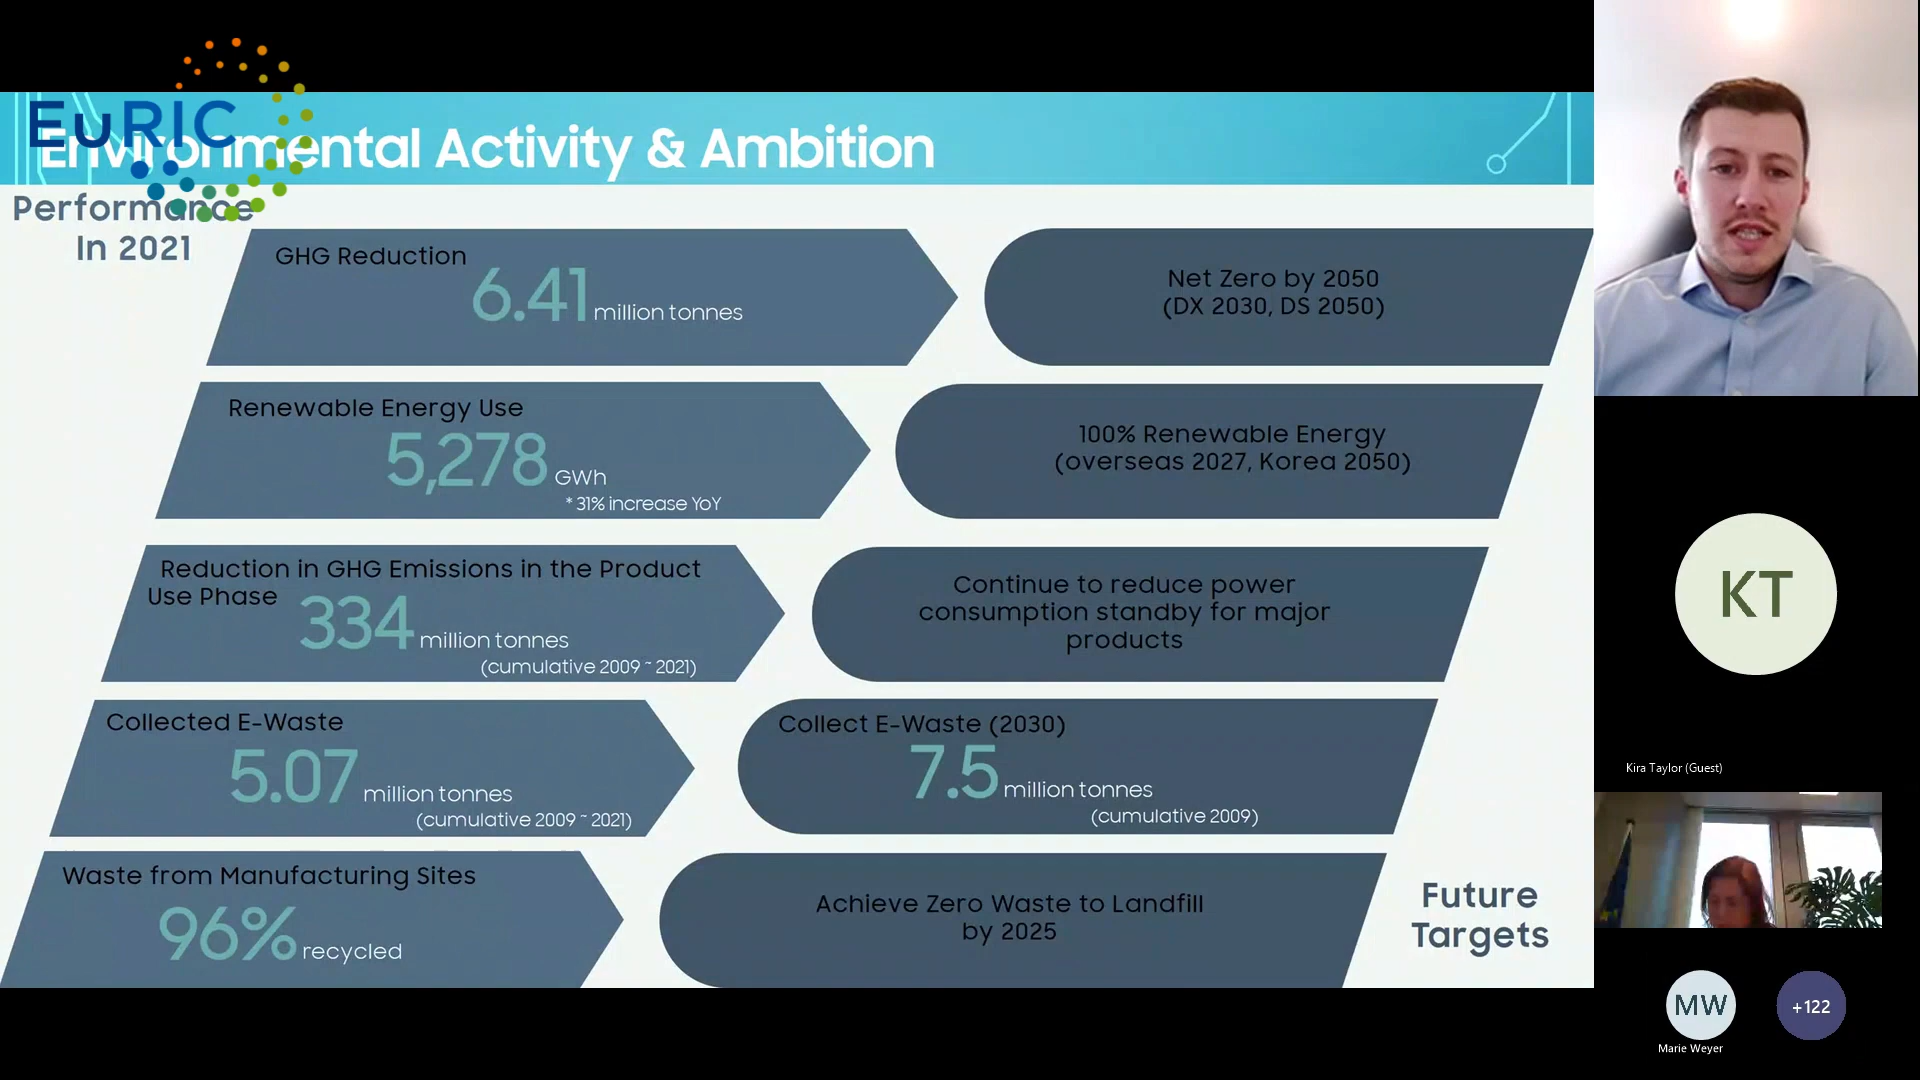 EuRIC
Environmental Activity & Ambition
Performance
In 2021
GHG Reduction
6.41 million tonnes
Net Zero by 2050
(DX 2030, DS 2050)
Renewable Energy Use
5,278 GWh
* 31% increase YoY
100% Renewable Energy
(overseas 2027, Korea 2050)
Reduction in GHG Emissions in the Product
Use Phase
334 million tonnes
(cumulative 2009 ~ 2021)
Continue to reduce power
consumption standby for major
products
Collected E-Waste
5.07 million tonnes
(cumulative 2009 ~ 2021)
Collect E-Waste (2030)
7.5 million tonnes
(cumulative 2009)
Waste from Manufacturing Sites
96% recycled
Achieve Zero Waste to Landfill
by 2025
Future
Targets
KT
Kira Taylor (Guest)
MW
Marie Weyer
+122